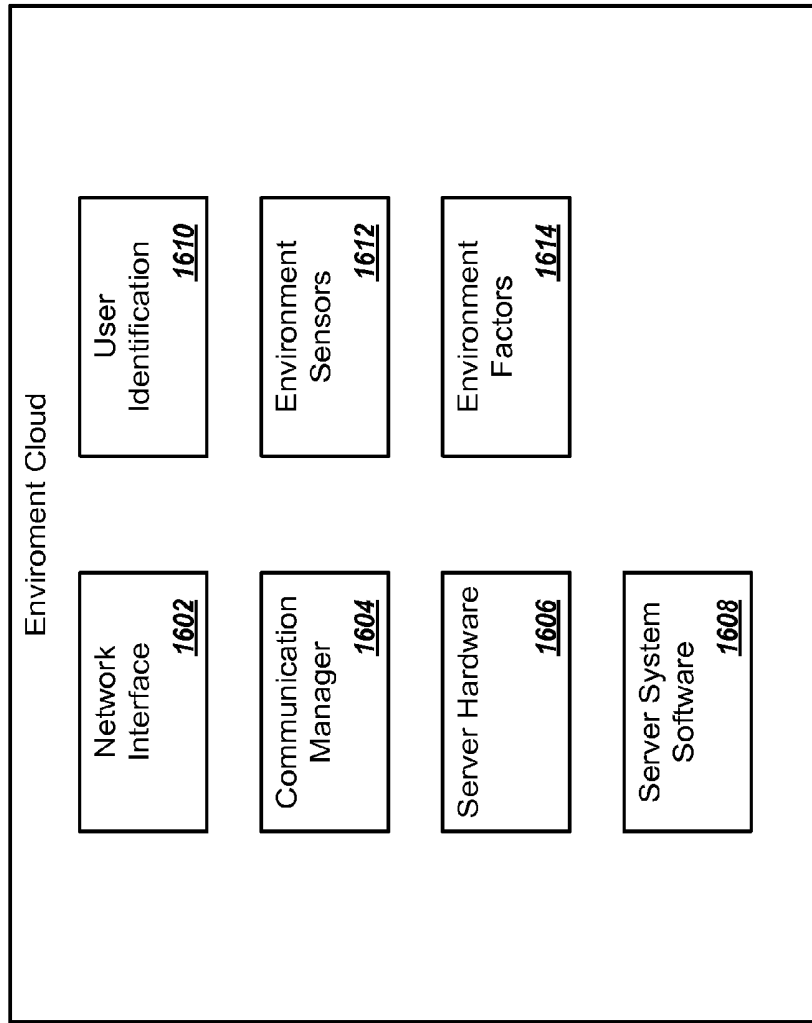 Enviroment Cloud
Network
Interface
1602
Communication
Manager
1604
Server Hardware
1606
Server System
Software
1608
User
Identification
1610
Environment
Sensors
1612
Environment
Factors
1614